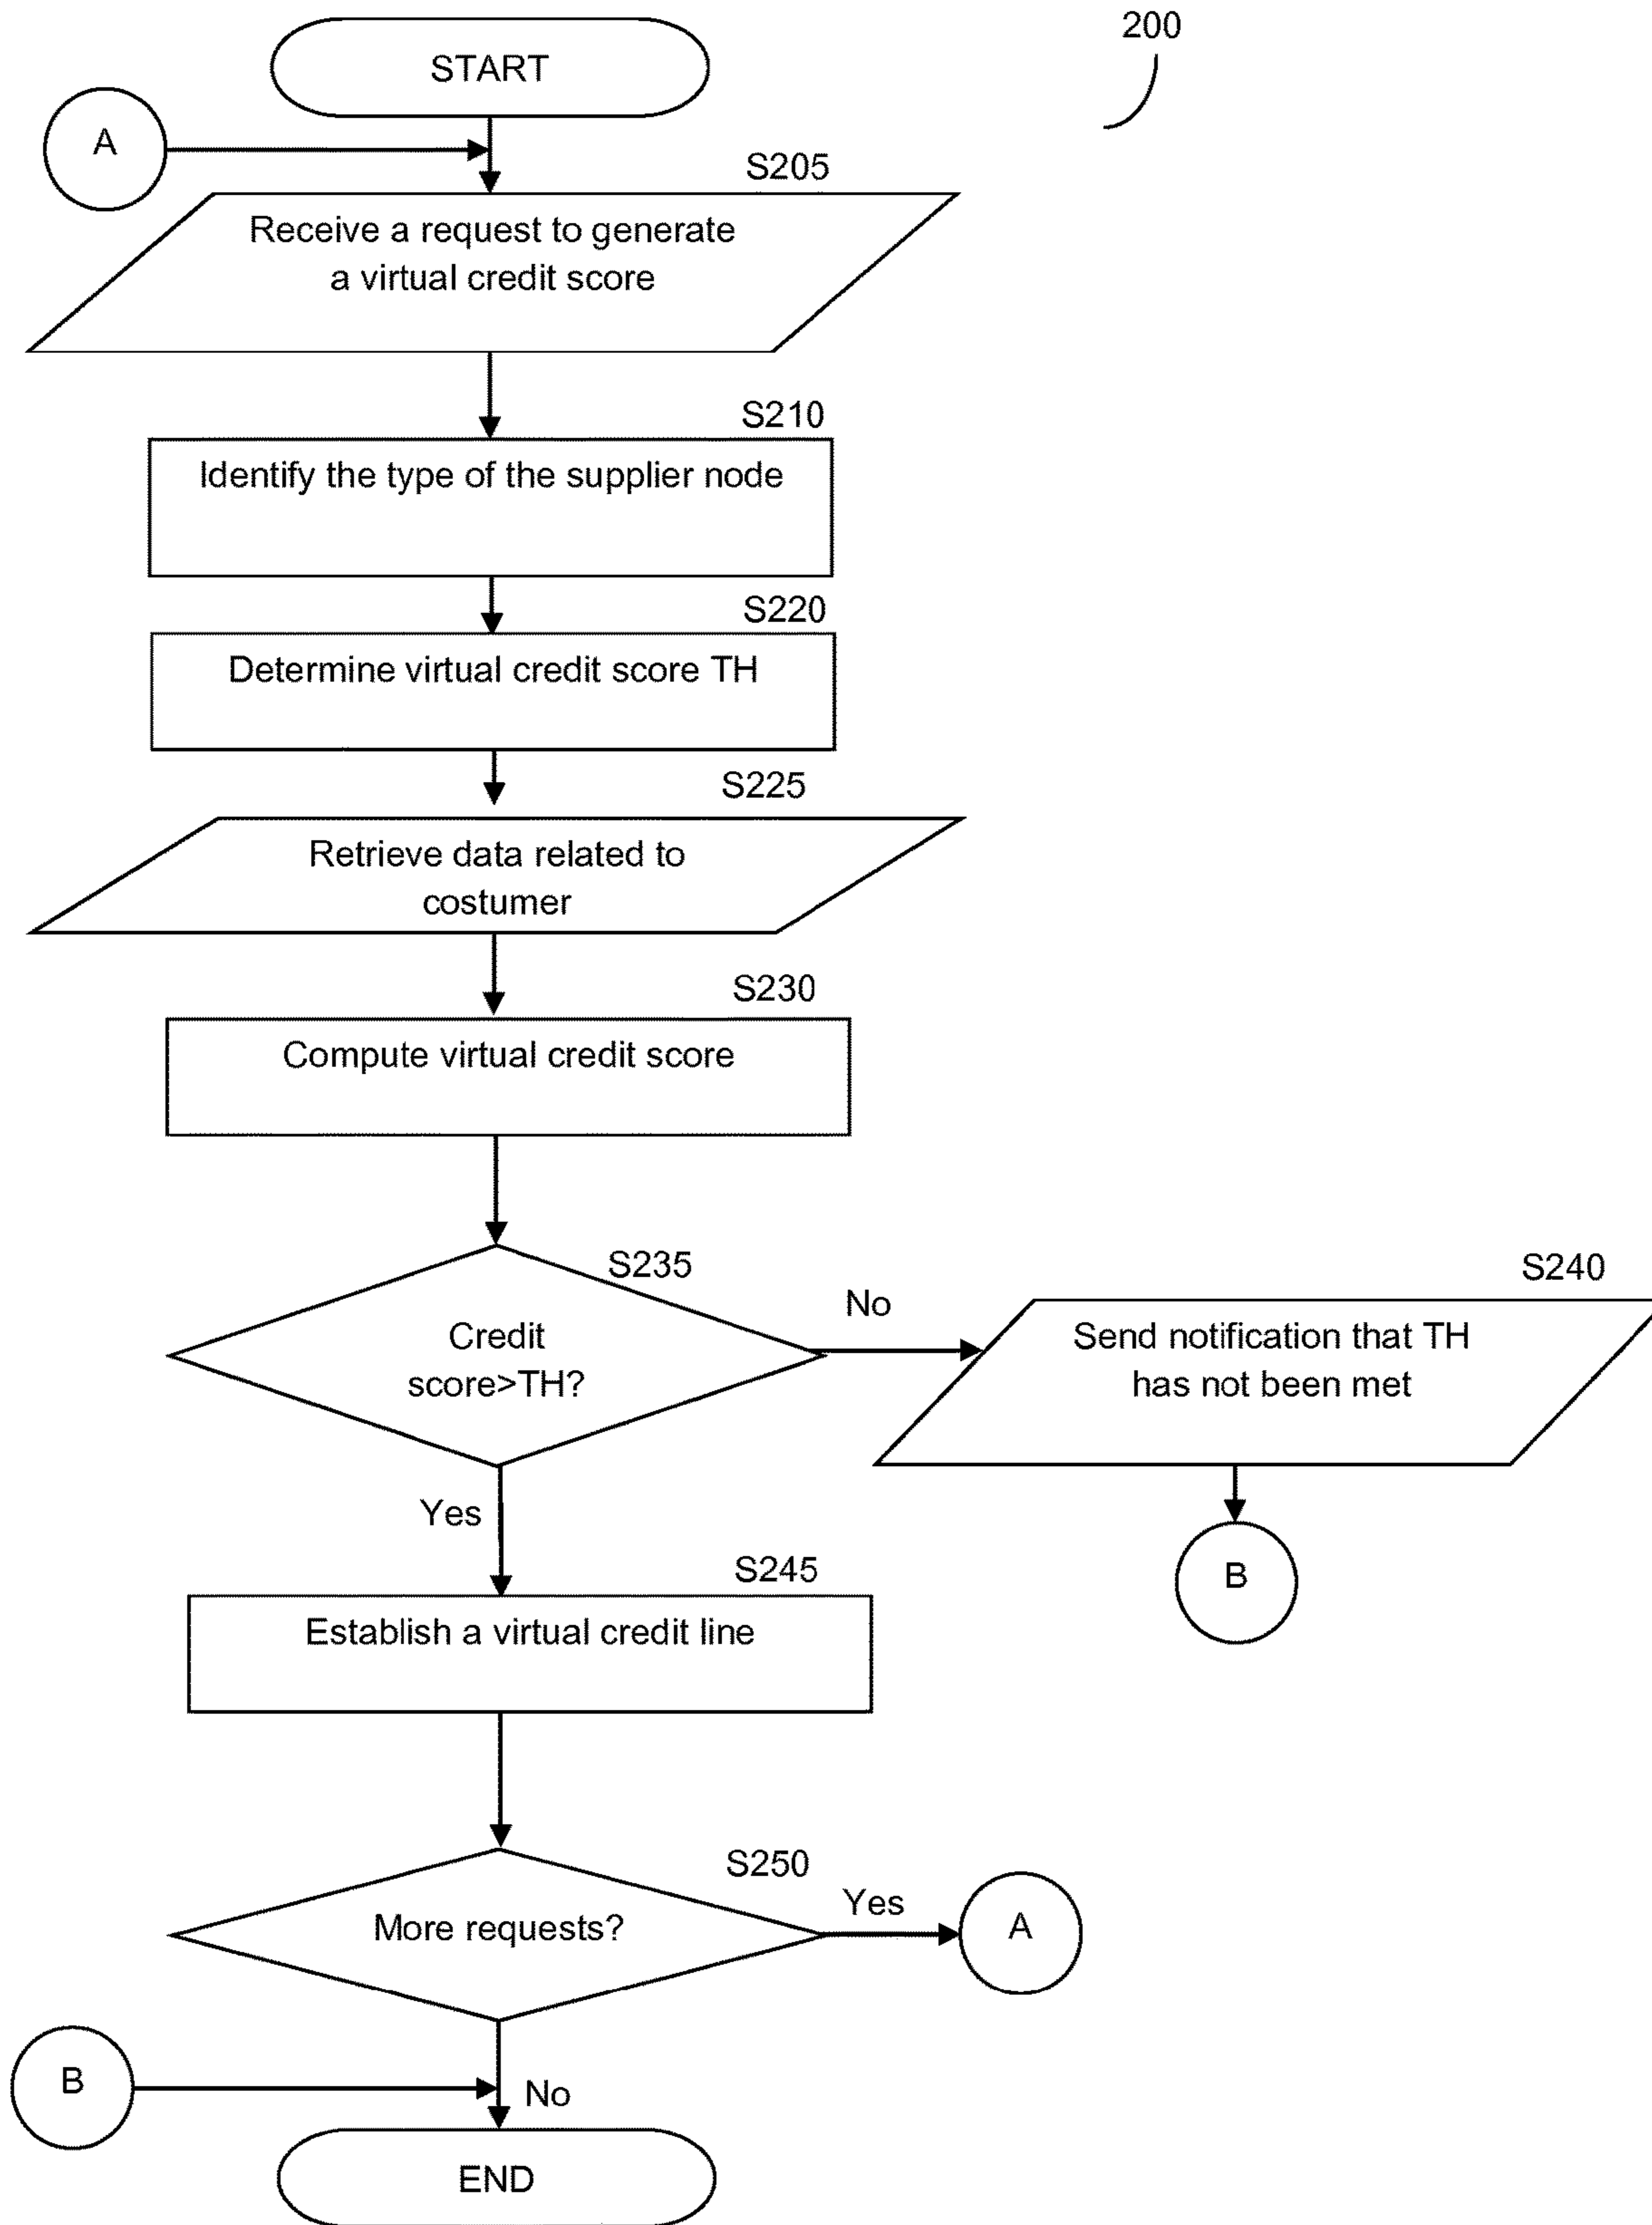 200
START
A
S205
Receive a request to generate
a virtual credit score
S210
Identify the type of the supplier node
S220
Determine virtual credit score TH
S225
Retrieve data related to
costumer
S230
Compute virtual credit score
S235
Credit
score>TH?
No
S240
Send notification that TH
has not been met
B
Yes
S245
Establish a virtual credit line
S250
More requests?
Yes
A
B
No
END